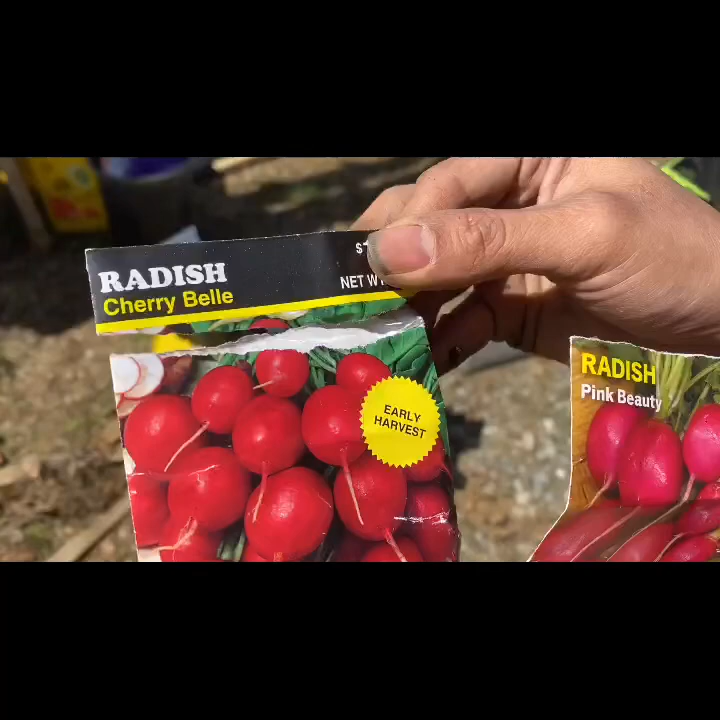 RADISH
Cherry Belle
$
NET W
EARLY
HARVEST
RADISH
Pink Beauty